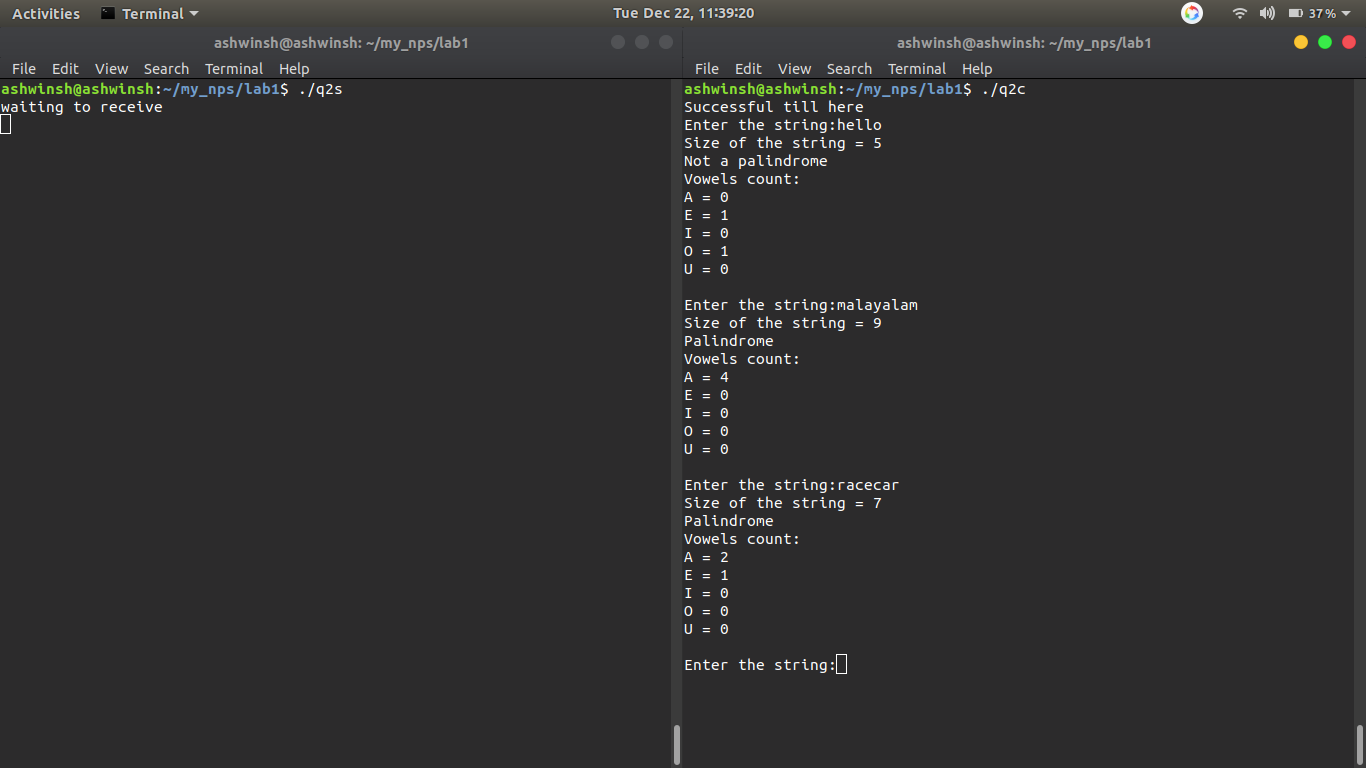 Activities Terminal Tue Dec 22, 11:39:20 37%
ashwinsh@ashwinsh: ~/my_nps/lab1
File Edit View Search Terminal Help
ashwinsh@ashwinsh:~/my_nps/lab1$ ./q2s
waiting to receive
ashwinsh@ashwinsh: ~/my_nps/lab1
File Edit View Search Terminal Help
ashwinsh@ashwinsh:~/my_nps/lab1$ ./q2c
Successful till here
Enter the string:hello
Size of the string = 5
Not a palindrome
Vowels count:
A = 0
E = 1
I = 0
O = 1
U = 0

Enter the string:malayalam
Size of the string = 9
Palindrome
Vowels count:
A = 4
E = 0
I = 0
O = 0
U = 0

Enter the string:racecar
Size of the string = 7
Palindrome
Vowels count:
A = 2
E = 1
I = 0
O = 0
U = 0

Enter the string: